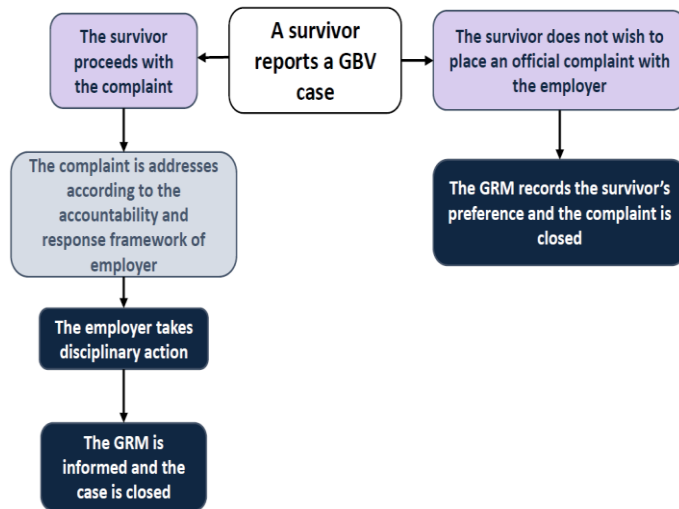 The survivor
proceeds with
the complaint
A survivor
reports a GBV
case
The survivor does not wish to
place an official complaint with
the employer
The complaint is addresses
according to the
accountability and
response framework of
employer
The GRM records the survivor's
preference and the complaint is
closed
The employer takes
disciplinary action
The GRM is
informed and the
case is closed